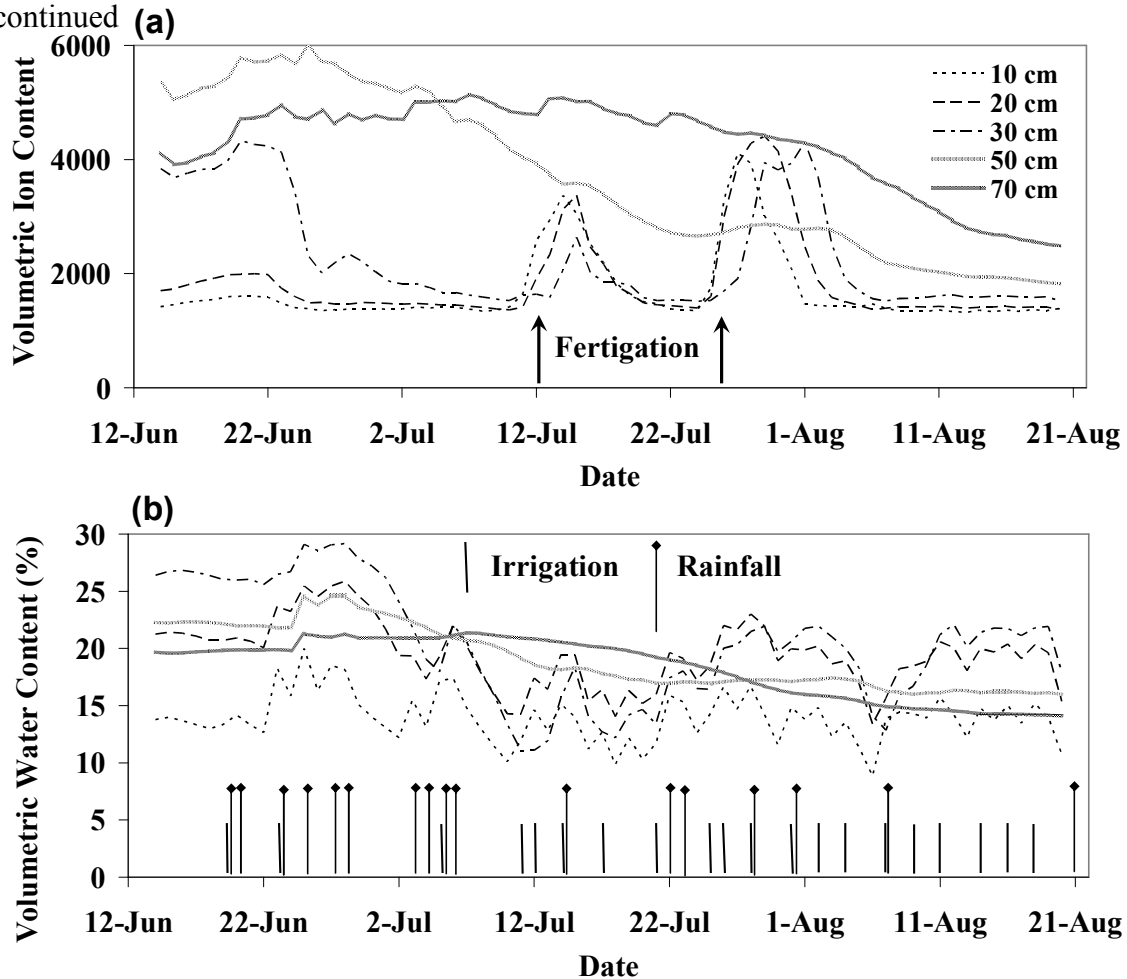 continued
(a)
Volumetric Ion Content
6000
4000
2000
0
10 cm
20 cm
30 cm
50 cm
70 cm
Fertigation
12-Jun 22-Jun 2-Jul 12-Jul 22-Jul 1-Aug 11-Aug 21-Aug
Date
(b)
Volumetric Water Content (%)
30
25
20
15
10
5
0
Irrigation
Rainfall
12-Jun 22-Jun 2-Jul 12-Jul 22-Jul 1-Aug 11-Aug 21-Aug
Date